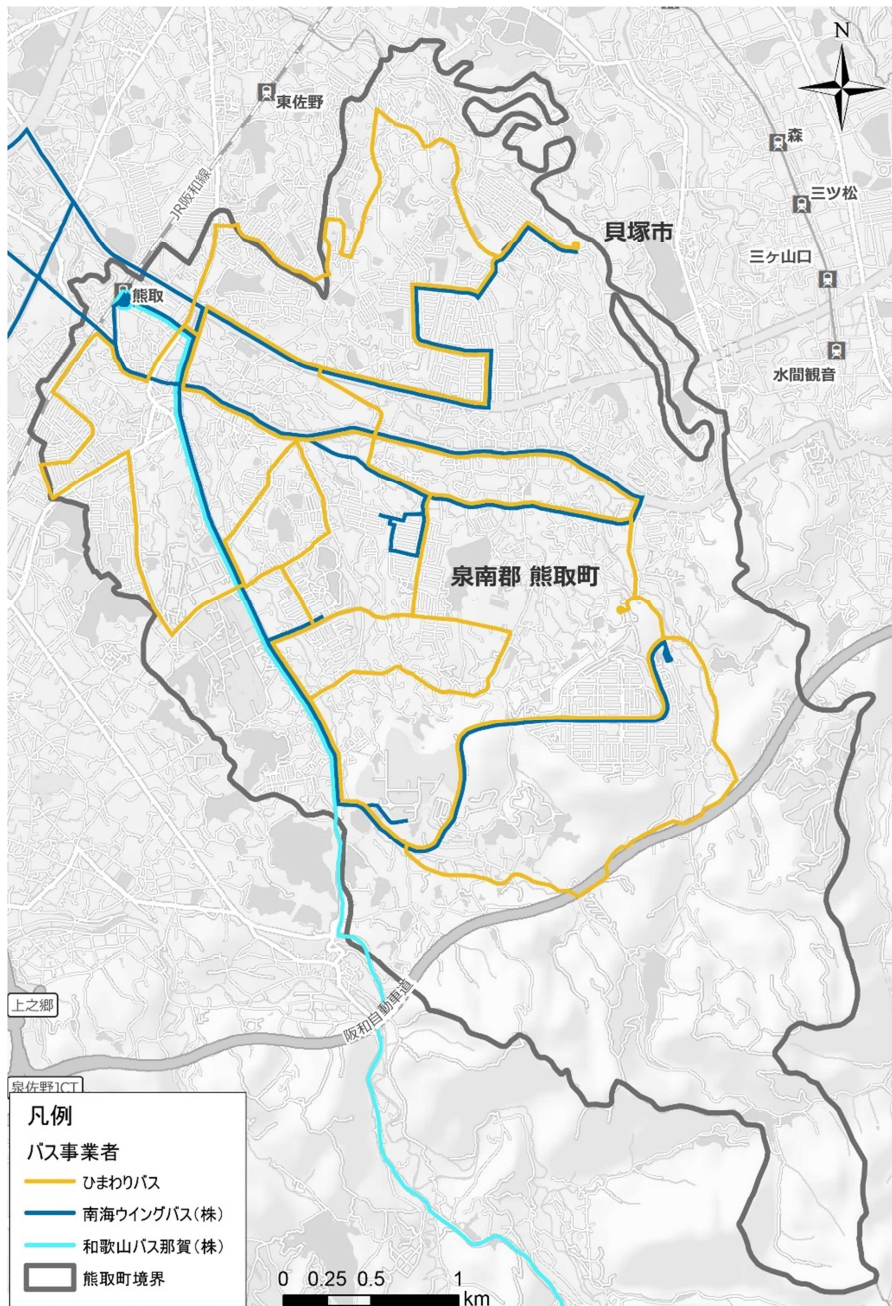 N
東佐野
森
JR阪和線
三ツ松
貝塚市
三ヶ山口
熊取
水間観音
泉南郡 熊取町
上之郷
阪和自動車道
泉佐野JCT
凡例
バス事業者
ひまわりバス
南海ウイングバス(株)
和歌山バス那賀(株)
熊取町境界
0 0.25 0.5 1
km